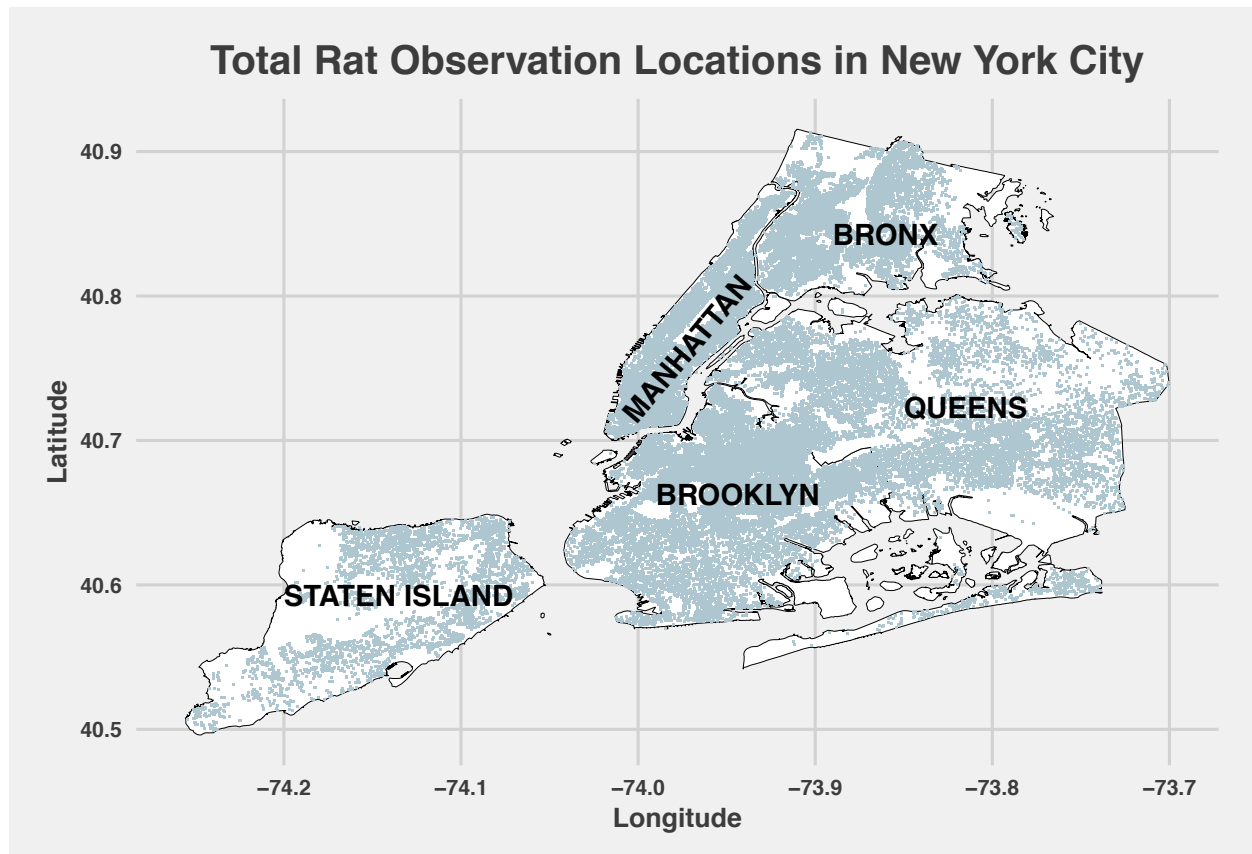 Total Rat Observation Locations in New York City
40.9
40.8
40.7
40.6
40.5
Latitude
BRONX
MANHATTAN
QUEENS
BROOKLYN
STATEN ISLAND
−74.2 −74.1 −74.0 −73.9 −73.8 −73.7
Longitude